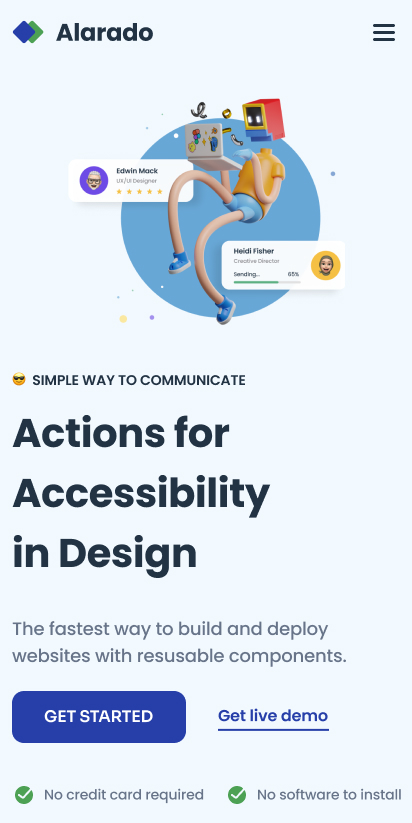 Alarado
Edwin Mack
UX/UI Designer
Heidi Fisher
Creative Director
Sending... 65%
SIMPLE WAY TO COMMUNICATE
Actions for
Accessibility
in Design
The fastest way to build and deploy
websites with resusable components.
GET STARTED Get live demo
No credit card required No software to install